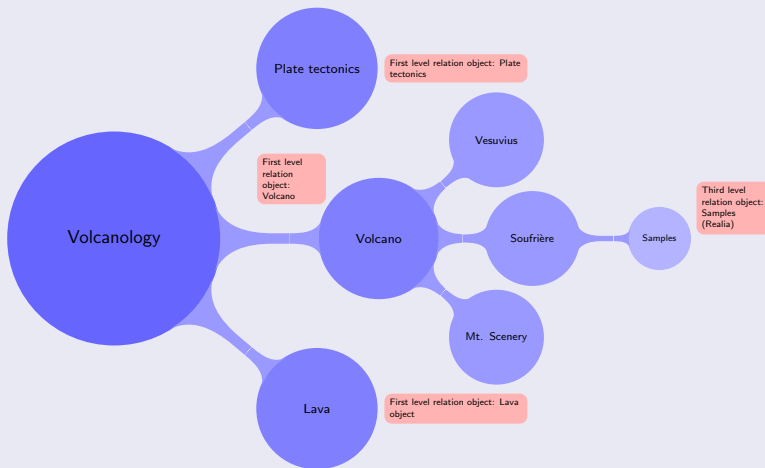 Plate tectonics
First level relation object: Plate
tectonics
Vesuvius
First level
relation
object:
Volcano
Volcanology
Volcano
Soufrière
Samples
Third level
relation object:
Samples
(Realia)
Mt. Scenery
Lava
First level relation object: Lava
object